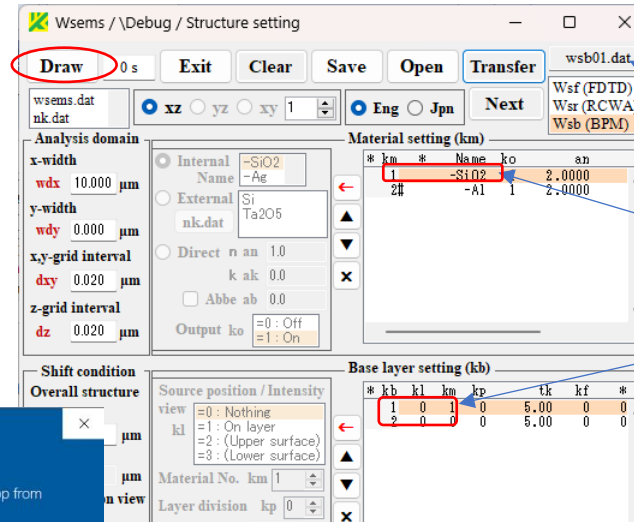 Wsems / \Debug / Structure setting
Draw 0 s Exit Clear Save Open Transfer wsb01.dat
wsems.dat
nk.dat
xz yz xy 1 Eng Jpn Next
Wsf (FDTD)
Wsr (RCWA
Wsb (BPM)
Analysis domain
x-width
wdx 10.000 μm
y-width
wdy 0.000 μm
x,y-grid interval
dxy 0.020 μm
z-grid interval
dz 0.020 μm
Internal Name
-SiO2
-Ag
External
nk.dat
Si
Ta2O5
Direct n an 1.0
k ak 0.0
Abbe ab 0.0
Output ko
=0 : Off
=1 : On
Material setting (km)
* km * Name ko an
1 -SiO2 2.0000
2# -Al 1 2.0000
Shift condition
Overall structure
μm
μm
n view
op from
Source position / Intensity
view
kl
=0 : Nothing
=1 : On layer
=2 : (Upper surface)
=3 : (Lower surface)
Material No. km 1
Layer division kp 0
Base layer setting (kb)
* kb kl km kp tk kf *
1 0 1 0 5.00 0 0
2 0 0 0 5.00 0 0